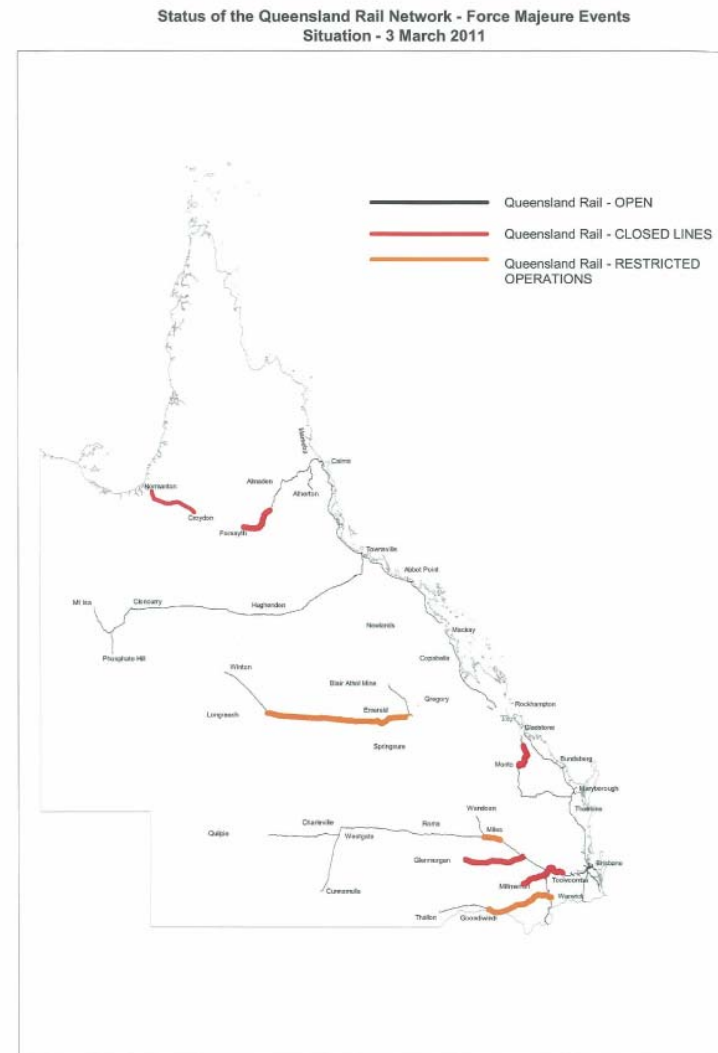 Status of the Queensland Rail Network - Force Majeure Events
Situation - 3 March 2011
Queensland Rail - OPEN
Queensland Rail - CLOSED LINES
Queensland Rail - RESTRICTED
OPERATIONS
Cairns
Almaden
Atherton
Normanton
Croydon
Forsayth
Townsville
Abbot Point
Mt Isa
Cloncurry
Hughenden
Newlands
Mackay
Phosphate Hill
Copabella
Winton
Blair Athol Mine
Gregory
Rockhampton
Emerald
Longreach
Gladstone
Springsure
Bundaberg
Monto
Maryborough
Theebine
Wandoan
Charleville
Roma
Miles
Quilpie
Westgate
Glenmorgan
Brisbane
Toowoomba
Millmerran
Cunnamulla
Warwick
Thallon
Goondiwindi